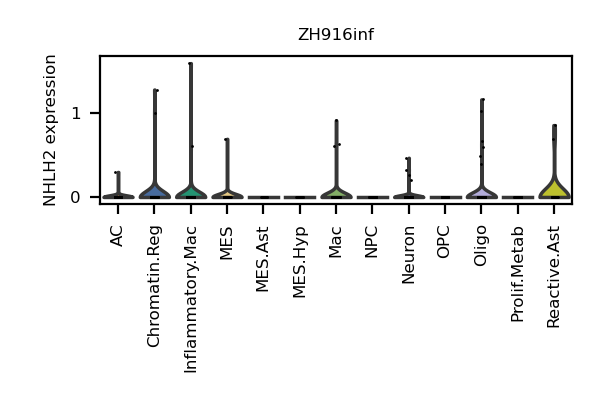 ZH916inf
NHLH2 expression
1
0
AC
Chromatin.Reg
Inflammatory.Mac
MES
MES.Ast
MES.Hyp
Mac
NPC
Neuron
OPC
Oligo
Prolif.Metab
Reactive.Ast